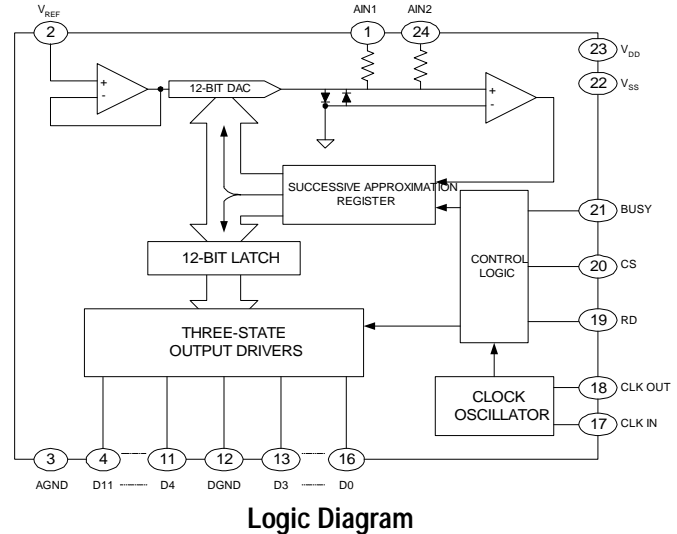 VREF AIN1 AIN2
2 1 24
23 VDD
22 VSS
+
-
12-BIT DAC
+
-
SUCCESSIVE APPROXIMATION
REGISTER
21 BUSY
12-BIT LATCH
CONTROL
LOGIC
20 CS
19 RD
THREE-STATE
OUTPUT DRIVERS
CLOCK
OSCILLATOR
18 CLK OUT
17 CLK IN
3 4 11 12 13 16
AGND D11 D4 DGND D3 D0
Logic Diagram